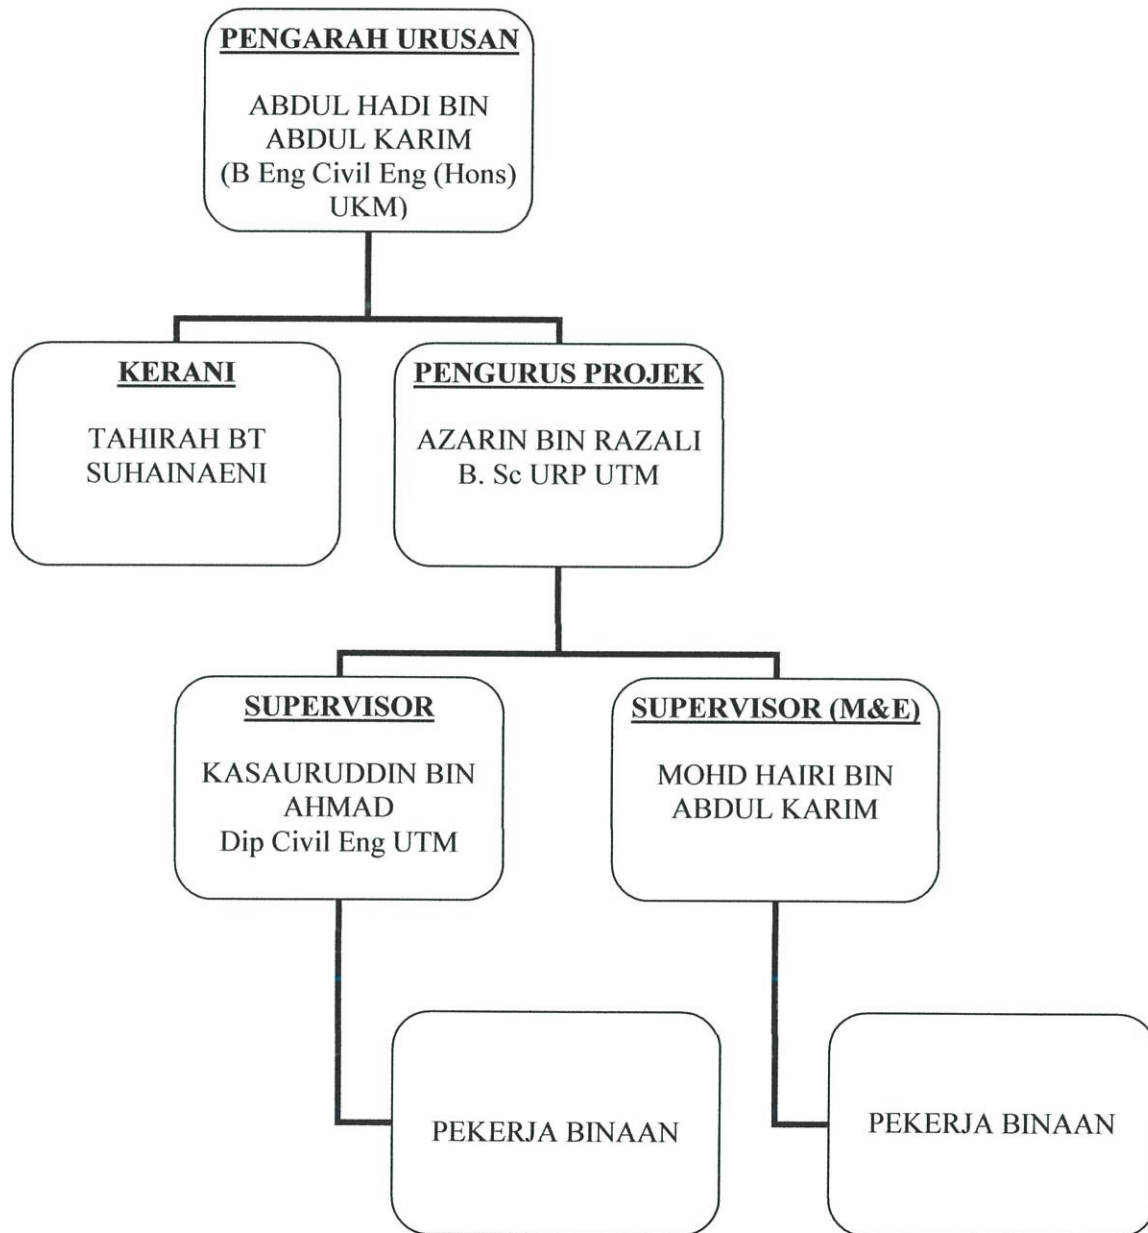 PENGARAH URUSAN
ABDUL HADI BIN
ABDUL KARIM
(B Eng Civil Eng (Hons)
UKM)
KERANI
TAHIRAH BT
SUHAINAENI
PENGURUS PROJEK
AZARIN BIN RAZALI
B. Sc URP UTM
SUPERVISOR
KASAURUDDIN BIN
AHMAD
Dip Civil Eng UTM
SUPERVISOR (M&E)
MOHD HAIRI BIN
ABDUL KARIM
PEKERJA BINAAN
PEKERJA BINAAN